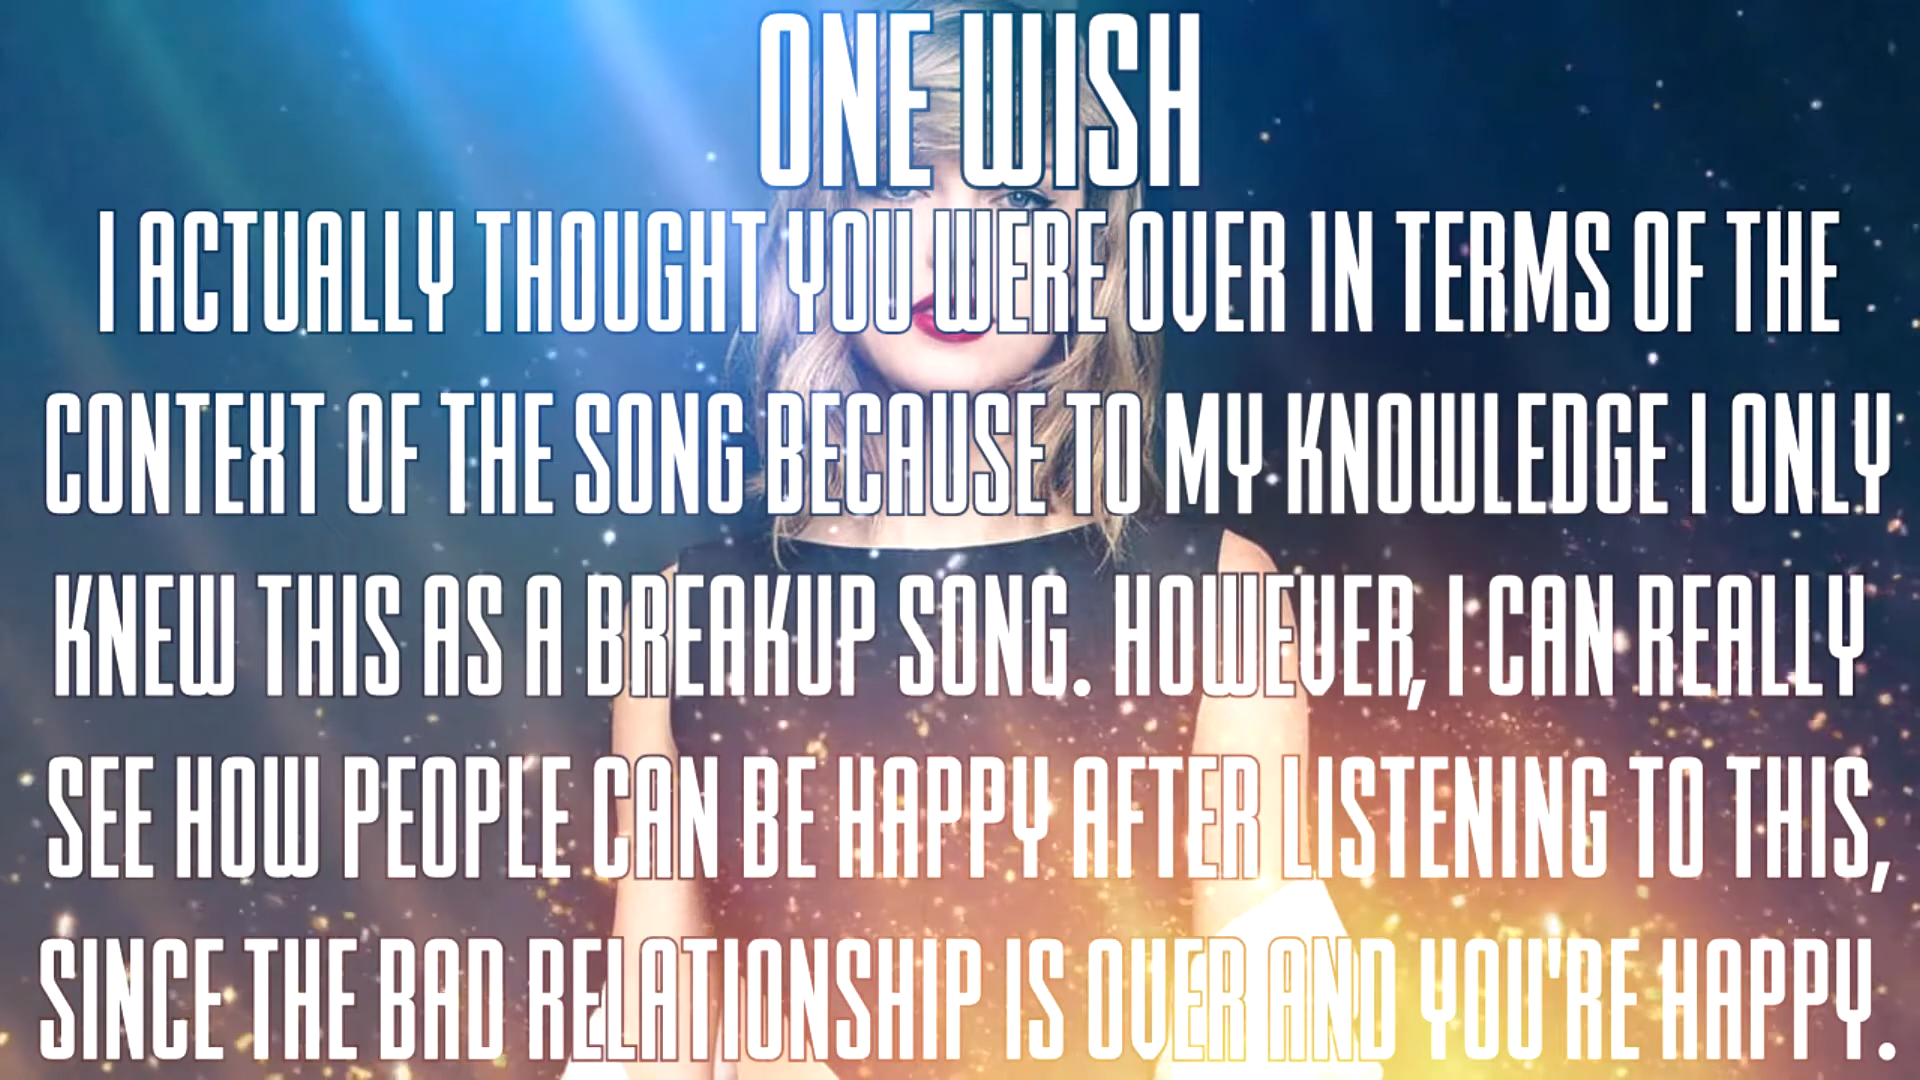 ONE WISH
I ACTUALLY THOUGHT YOU WERE OVER IN TERMS OF THE
CONTEXT OF THE SONG BECAUSE TO MY KNOWLEDGE I ONLY
KNEW THIS AS A BREAKUP SONG. HOWEVER, I CAN REALLY
SEE HOW PEOPLE CAN BE HAPPY AFTER LISTENING TO THIS,
SINCE THE BAD RELATIONSHIP IS OVER AND YOU'RE HAPPY.